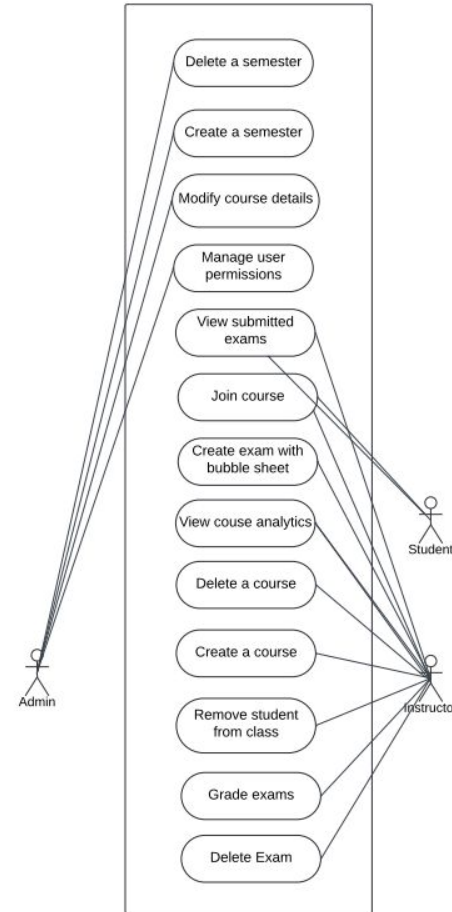 Delete a semester
Create a semester
Modify course details
Manage user
permissions
View submitted
exams
Join course
Create exam with
bubble sheet
View couse analytics
Student
Delete a course
Create a course
Admin
Instructo
Remove student
from class
Grade exams
Delete Exam